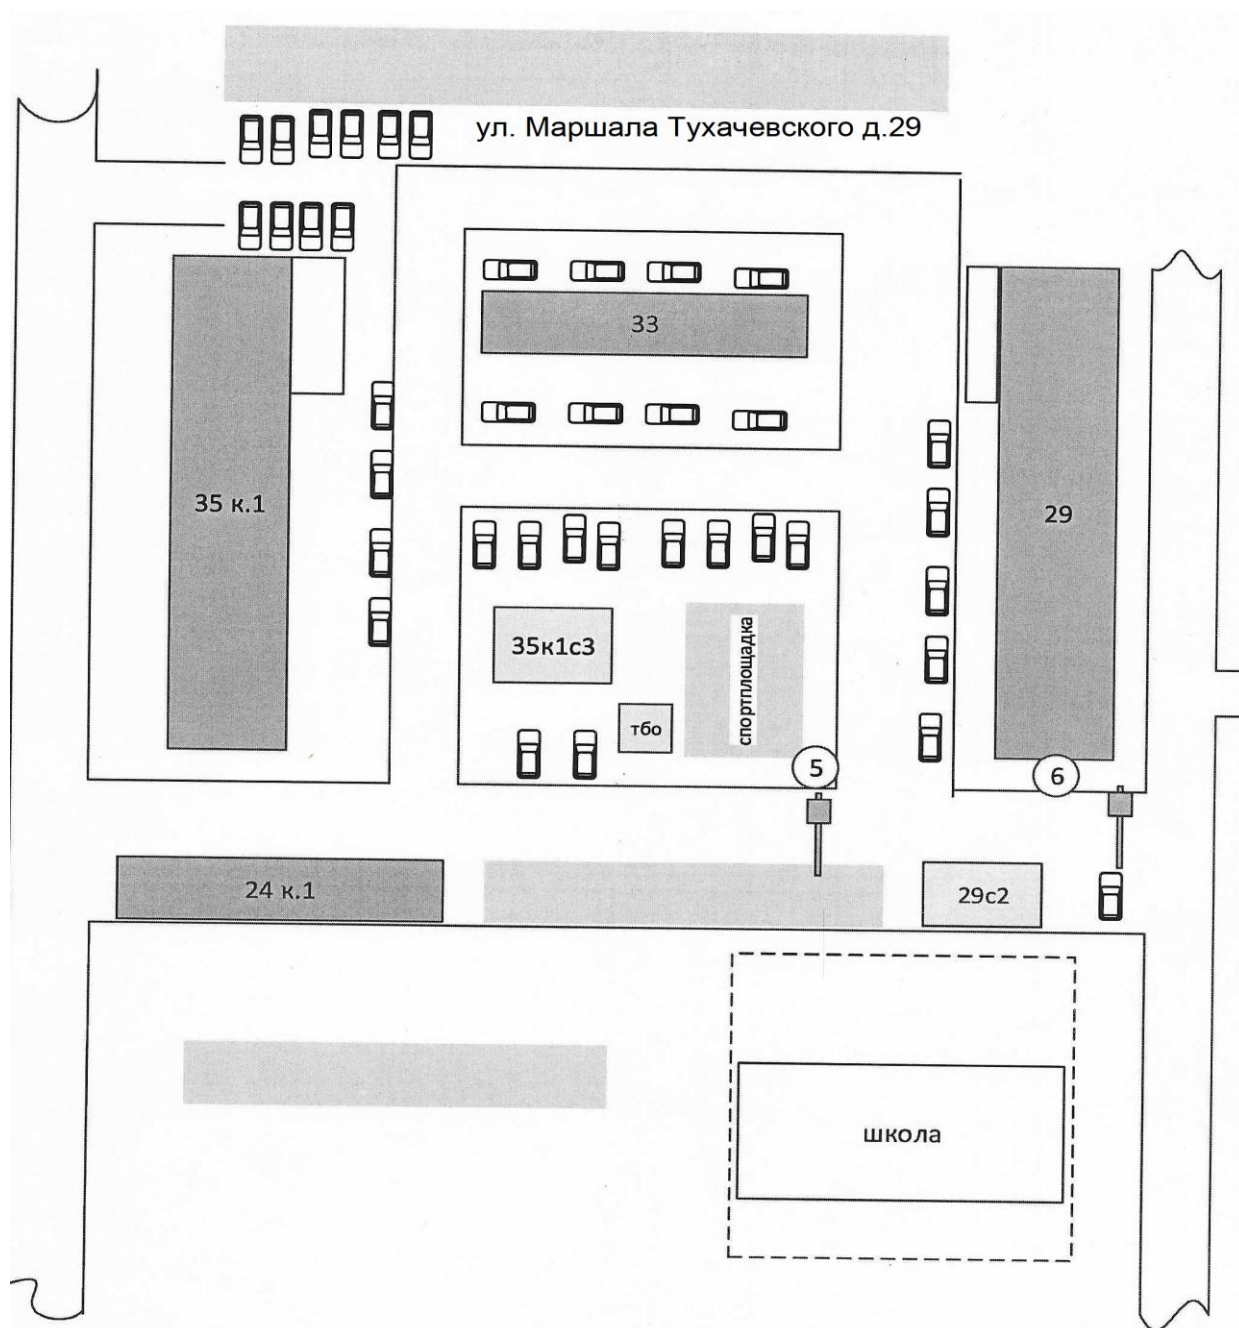 ул. Маршала Тухачевского д.29
33
35 к.1
29
35к1с3
спортплощадка
тбо
5
6
24 к.1
29с2
школа